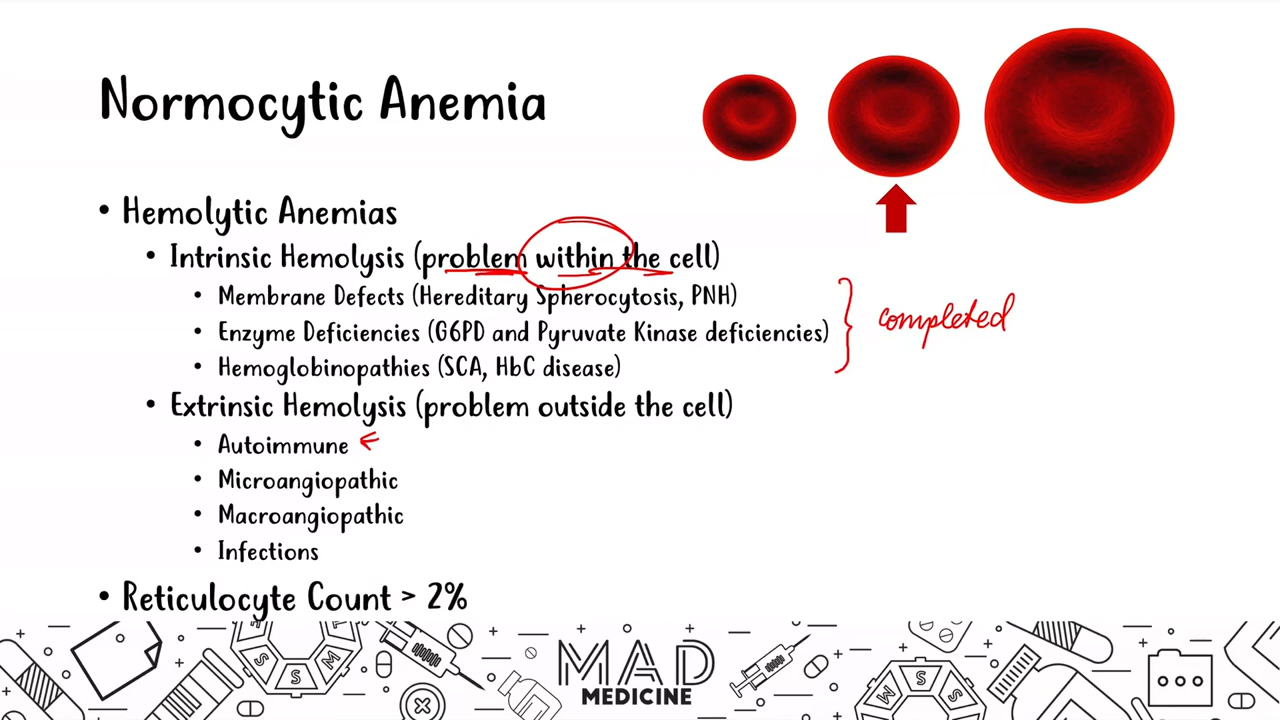 Normocytic Anemia
• Hemolytic Anemias
• Intrinsic Hemolysis (problem within the cell)
• Membrane Defects (Hereditary Spherocytosis, PNH)
• Enzyme Deficiencies (G6PD and Pyruvate Kinase deficiencies)
completed
• Hemoglobinopathies (SCA, HbC disease)
• Extrinsic Hemolysis (problem outside the cell)
• Autoimmune
• Microangiopathic
• Macroangiopathic
• Infections
• Reticulocyte Count > 2%
MAD
MEDICINE
S
S
M
M
S
S